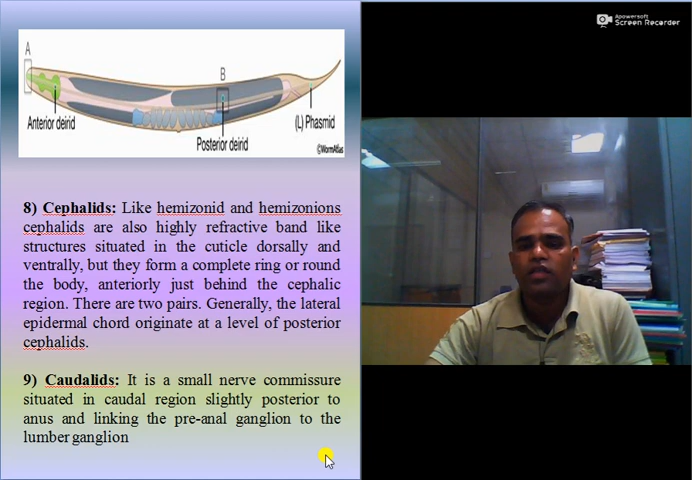 Apowersoft
Screen Recorder
A
B
Anterior deirid
(L) Phasmid
Posterior deirid
©WormAtlas
8) Cephalids: Like hemizonid and hemizonions
cephalids are also highly refractive band like
structures situated in the cuticle dorsally and
ventrally, but they form a complete ring or round
the body, anteriorly just behind the cephalic
region. There are two pairs. Generally, the lateral
epidermal chord originate at a level of posterior
cephalids.
9) Caudalids: It is a small nerve commissure
situated in caudal region slightly posterior to
anus and linking the pre-anal ganglion to the
lumber ganglion